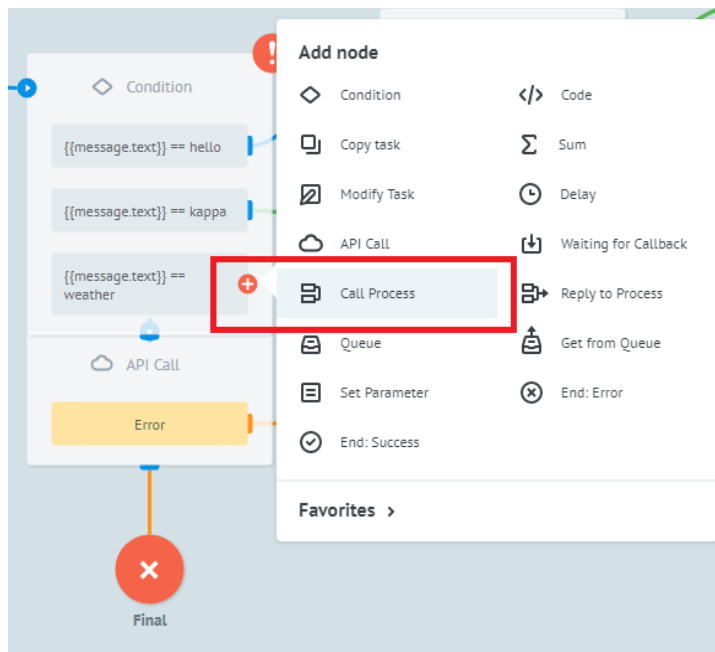 Condition
{{message.text}} == hello
{{message.text}} == kappa
{{message.text}} ==
weather
API Call
Error
Final
Add node
Condition
Code
Copy task
Sum
Modify Task
Delay
API Call
Waiting for Callback
Call Process
Reply to Process
Queue
Get from Queue
Set Parameter
End: Error
End: Success
Favorites